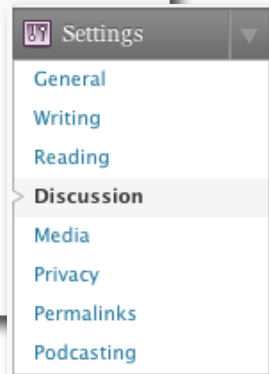 Settings
General
Writing
Reading
Discussion
Media
Privacy
Permalinks
Podcasting